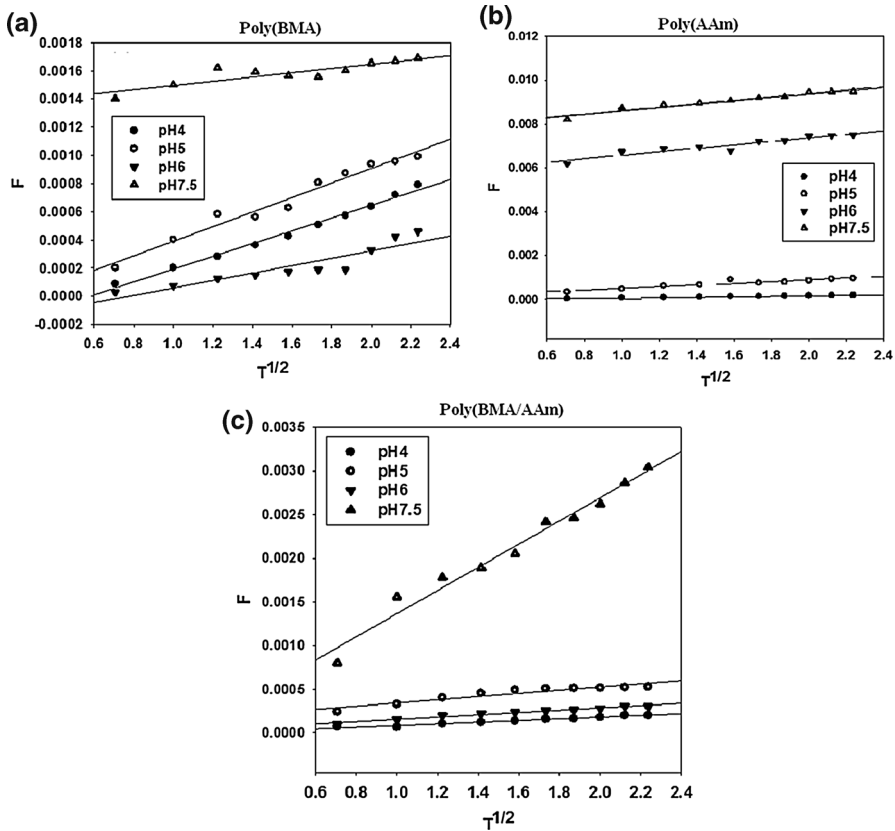 (a)
Poly(BMA)
F
0.0018
0.0016
0.0014
0.0012
0.0010
0.0008
0.0006
0.0004
0.0002
0.0000
-0.0002
pH4
pH5
pH6
pH7.5
0.6 0.8 1.0 1.2 1.4 1.6 1.8 2.0 2.2 2.4
T1/2
(b)
Poly(AAm)
F
0.012
0.010
0.008
0.006
0.004
0.002
0.000
pH4
pH5
pH6
pH7.5
0.6 0.8 1.0 1.2 1.4 1.6 1.8 2.0 2.2 2.4
T1/2
(c)
Poly(BMA/AAm)
F
0.0035
0.0030
0.0025
0.0020
0.0015
0.0010
0.0005
0.0000
pH4
pH5
pH6
pH7.5
0.6 0.8 1.0 1.2 1.4 1.6 1.8 2.0 2.2 2.4
T1/2